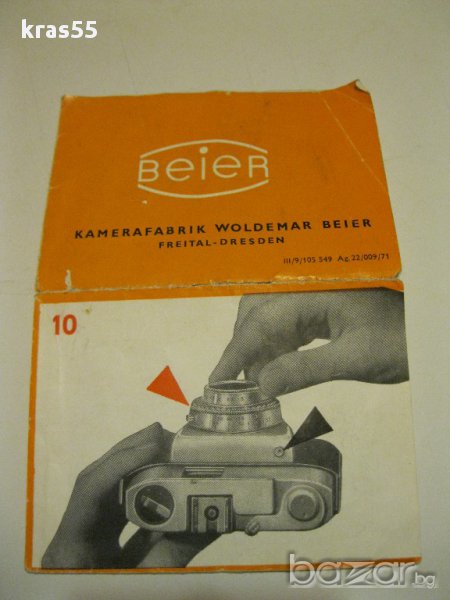 kras55
BeieR
KAMERAFABRIK WOLDEMAR BEIER
FREITAL-DRESDEN
III/9/105 549 Ag. 22/009/71
10
bazar.bg